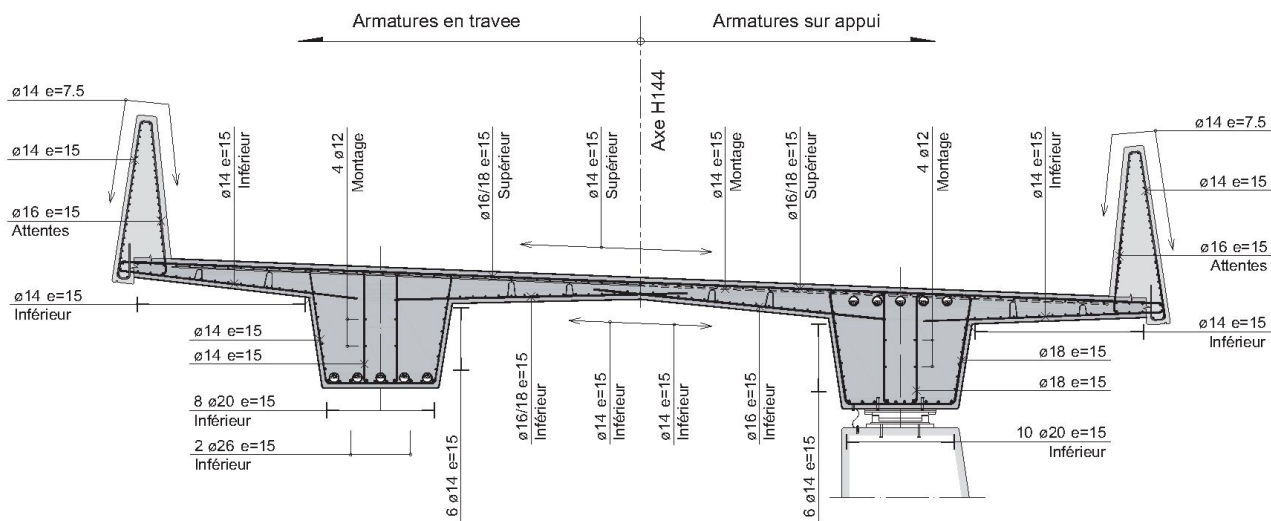 Armatures en travee
Armatures sur appui
Axe H144
ø14 e=7.5
ø14 e=15
ø16 e=15
Attentes
ø14 e=15
Inférieur
ø14 e=15
Inférieur
4 ø12
Montage
ø16/18 e=15
Supérieur
ø14 e=15
Supérieur
ø14 e=15
Montage
ø16/18 e=15
Supérieur
4 ø12
Montage
ø14 e=15
Inférieur
ø14 e=7.5
ø14 e=15
ø16 e=15
Attentes
ø14 e=15
Inférieur
ø14 e=15
ø14 e=15
8 ø20 e=15
Inférieur
2 ø26 e=15
Inférieur
6 ø14 e=15
ø16/18 e=15
Inférieur
ø14 e=15
Inférieur
ø14 e=15
Inférieur
ø16 e=15
Inférieur
6 ø14 e=15
ø18 e=15
ø18 e=15
10 ø20 e=15
Inférieur